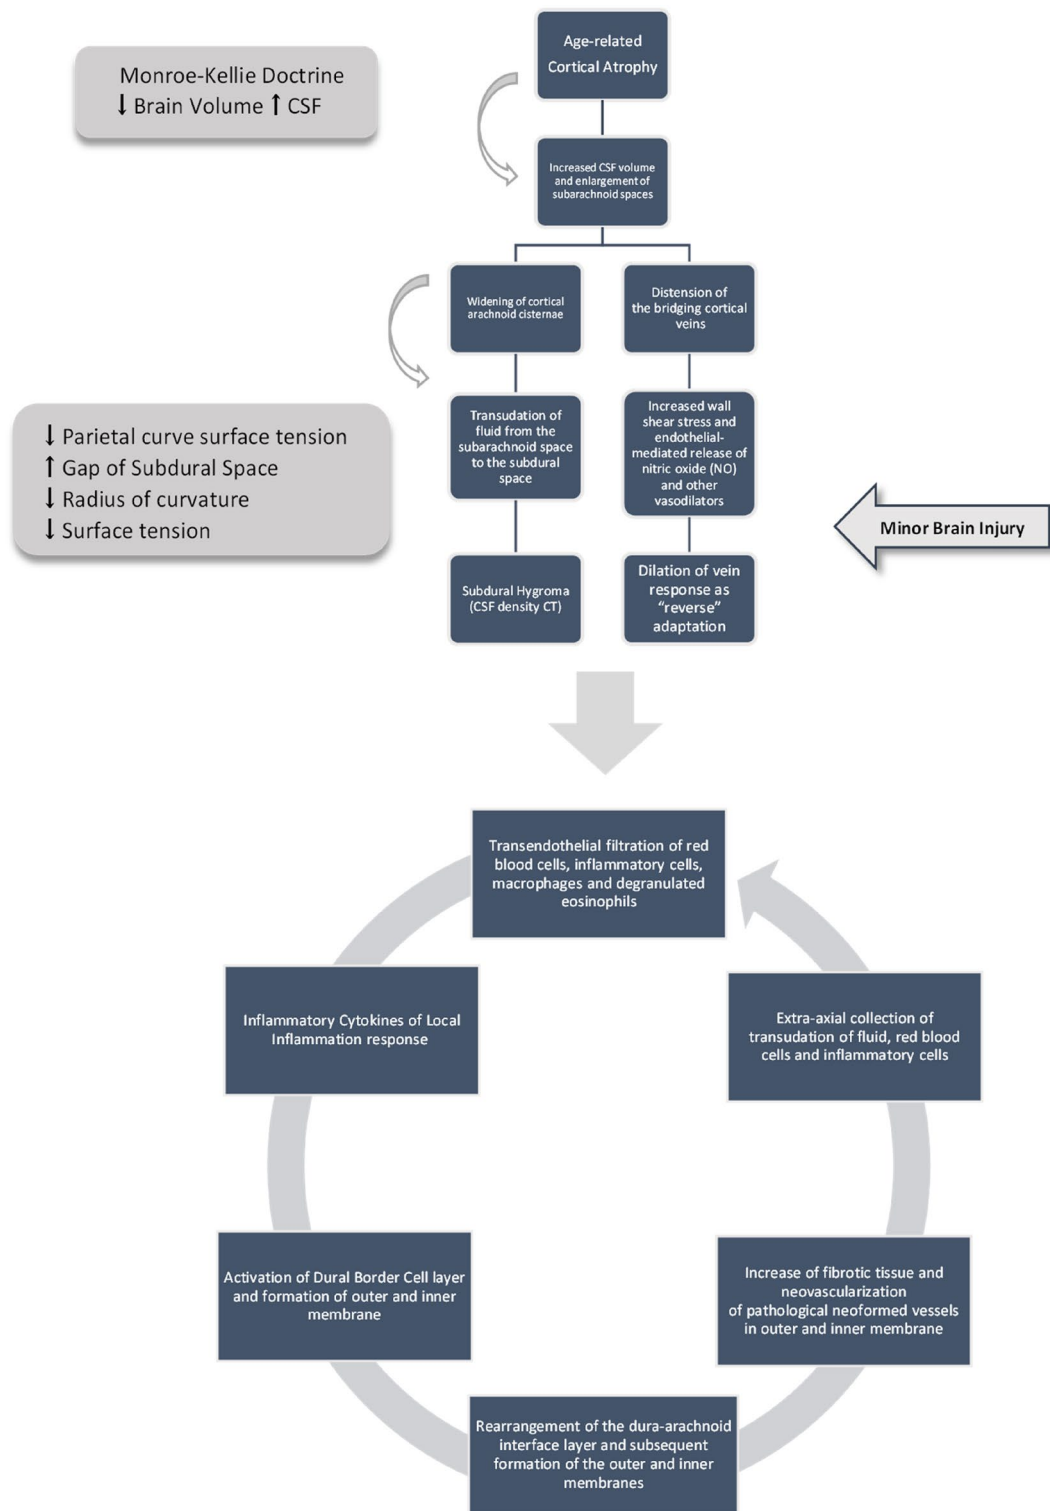 Age-related
Cortical Atrophy
Monroe-Kellie Doctrine
↓ Brain Volume ↑ CSF
Increased CSF volume
and enlargement of
subarachnoid spaces
Widening of cortical
arachnoid cisternae
Distension of
the bridging cortical
veins
↓ Parietal curve surface tension
↑ Gap of Subdural Space
↓ Radius of curvature
↓ Surface tension
Transudation of
fluid from the
subarachnoid space
to the subdural
space
Increased wall
shear stress and
endothelial-
mediated release of
nitric oxide (NO)
and other
vasodilators
Minor Brain Injury
Subdural Hygroma
(CSF density CT)
Dilation of vein
response as
“reverse”
adaptation
Transendothelial filtration of red
blood cells, inflammatory cells,
macrophages and degranulated
eosinophils
Inflammatory Cytokines of Local
Inflammation response
Extra-axial collection of
transudation of fluid, red blood
cells and inflammatory cells
Activation of Dural Border Cell layer
and formation of outer and inner
membrane
Increase of fibrotic tissue and
neovascularization
of pathological neoformed vessels
in outer and inner membrane
Rearrangement of the dura-arachnoid
interface layer and subsequent
formation of the outer and inner
membranes